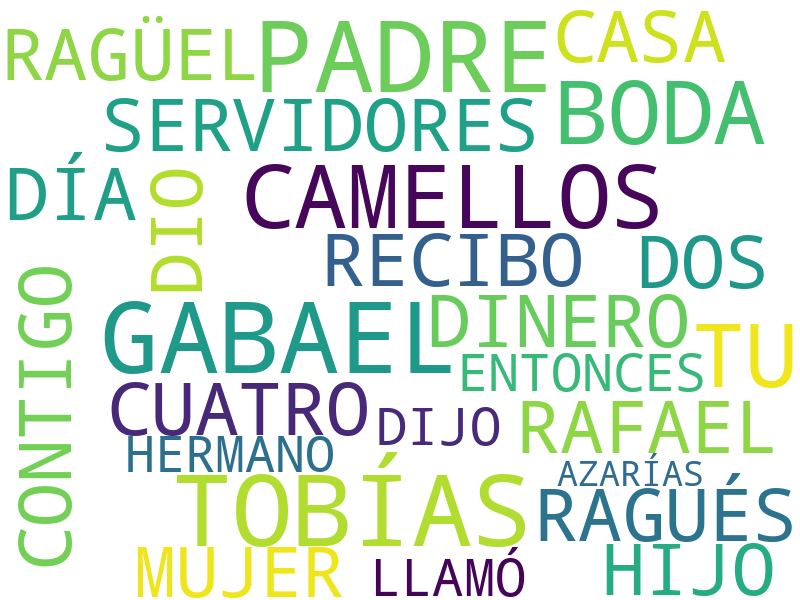 RAGÜEL
PADRE
CASA
SERVIDORES
BODA
DÍA
DIO
CAMELLOS
RECIBO
DOS
CONTIGO
GABAEL
DINERO
TU
ENTONCES
CUATRO
DIJO
RAFAEL
HERMANO
AZARÍAS
TOBÍAS
RAGUÉS
MUJER
LLAMÓ
HIJO